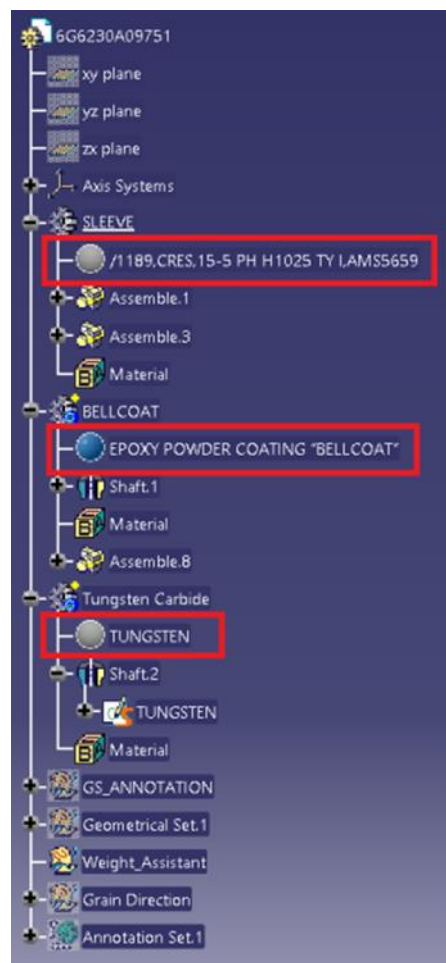 6G6230A09751
xy plane
yz plane
zx plane
Axis Systems
SLEEVE
/1189,CRES,15-5 PH H1025 TY I,AMS5659
Assemble.1
Assemble.3
Material
BELLCOAT
EPOXY POWDER COATING "BELLCOAT"
Shaft.1
Material
Assemble.8
Tungsten Carbide
TUNGSTEN
Shaft.2
TUNGSTEN
Material
GS_ANNOTATION
Geometrical Set.1
Weight_Assistant
Grain Direction
Annotation Set.1